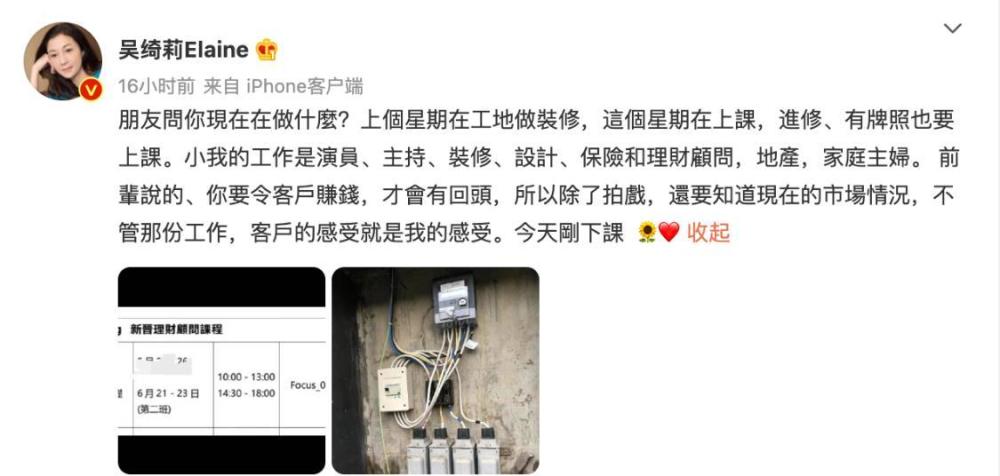 吴绮莉Elaine
16小时前 来自 iPhone客户端
朋友問你現在在做什麼？上個星期在工地做裝修，這個星期在上課，進修、有牌照也要
上課。小我的工作是演員、主持、裝修、設計、保險和理財顧問，地產，家庭主婦。 前
輩說的、你要令客戶賺錢，才會有回頭，所以除了拍戲，還要知道現在的市場情況，不
管那份工作，客戶的感受就是我的感受。今天剛下課 🌻❤️ 收起
新晉理財顧問課程
6月21 - 23日
(第二班)
10:00 - 13:00
14:30 - 18:00
Focus_0